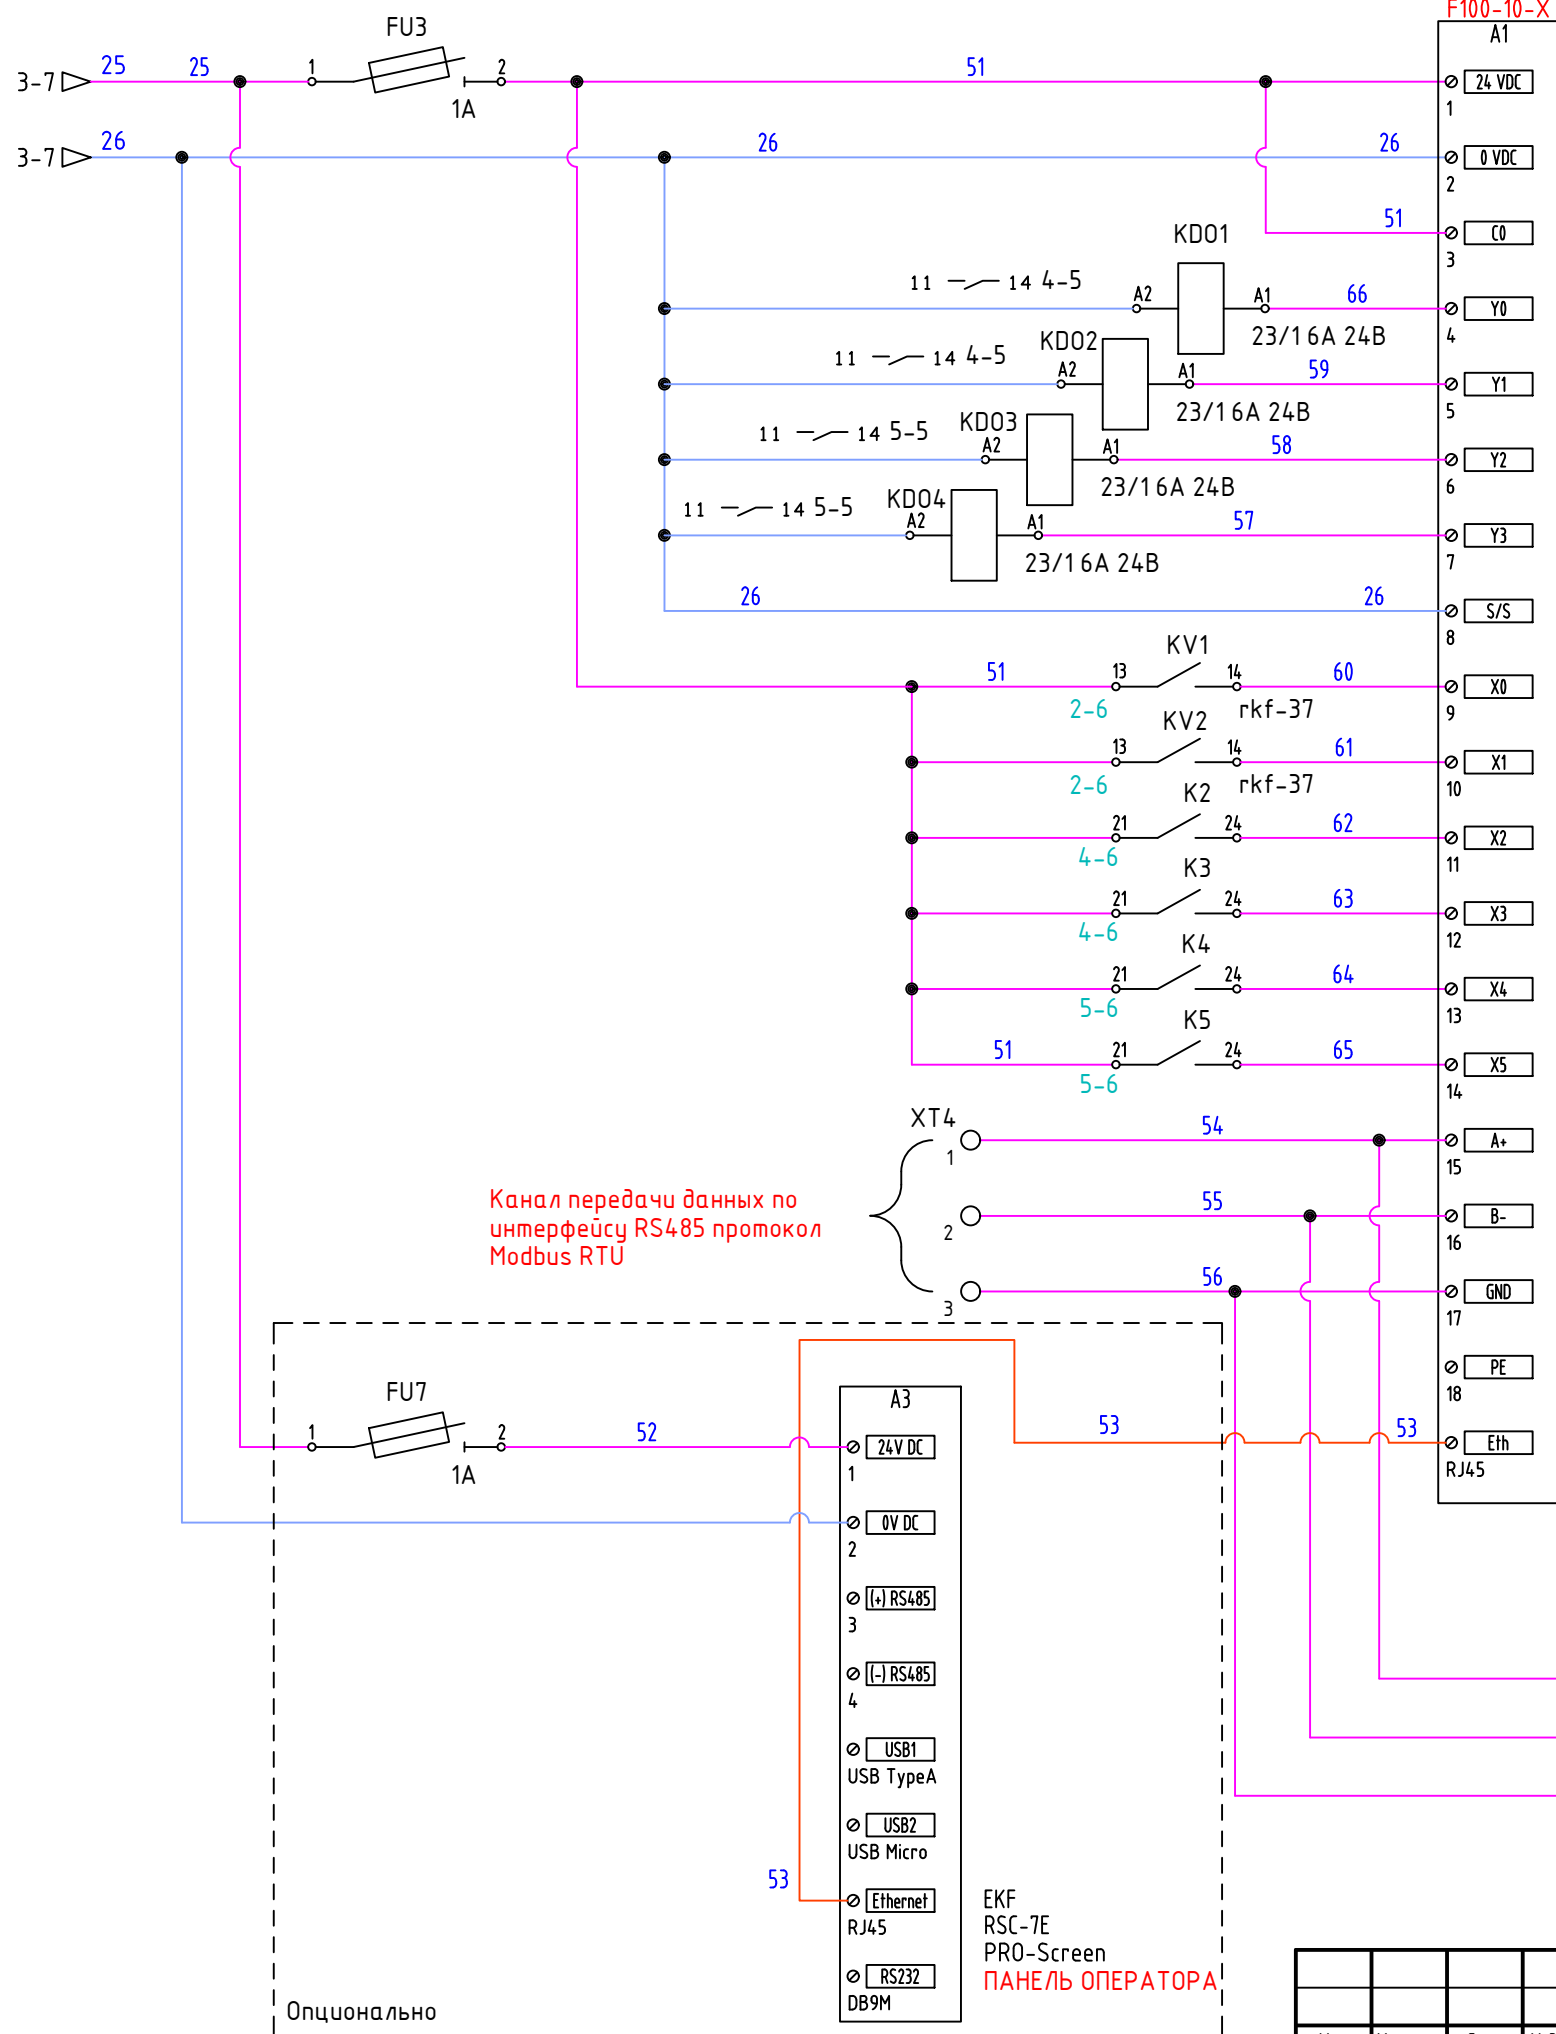 F100-10-X
A1
FU3
3-7 25 25 1 2 51 24 VDC
1A 1
3-7 26 26 26 0 VDC
2
51 C0
3
KDO1
11 14 4-5 A2 A1 66 Y0
23/16A 24В 4
KDO2
11 14 4-5 A2 A1 59 Y1
23/16A 24В 5
KDO3
11 14 5-5 A2 A1 58 Y2
23/16A 24В 6
KDO4
11 14 5-5 A2 A1 57 Y3
23/16A 24В 7
26 26 S/S
8
KV1
51 13 14 60 X0
2-6 rkf-37 9
KV2
13 14 61 X1
2-6 rkf-37 10
K2
21 24 62 X2
4-6 11
K3
21 24 63 X3
4-6 12
K4
21 24 64 X4
5-6 13
K5
51 21 24 65 X5
5-6 14
XT4
1 54 A+
15
Канал передачи данных по
интерфейсу RS485 протокол
Modbus RTU
2 55 B-
16
3 56 GND
17
PE
18
53 53 Eth
RJ45
FU7
A3
1 2 52 24V DC
1A 1
0V DC
2
(+) RS485
3
(-) RS485
4
USB1
USB TypeA
USB2
USB Micro
53 Ethernet
RJ45
RS232
DB9M
EKF
RSC-7E
PRO-Screen
ПАНЕЛЬ ОПЕРАТОРА
Опционально